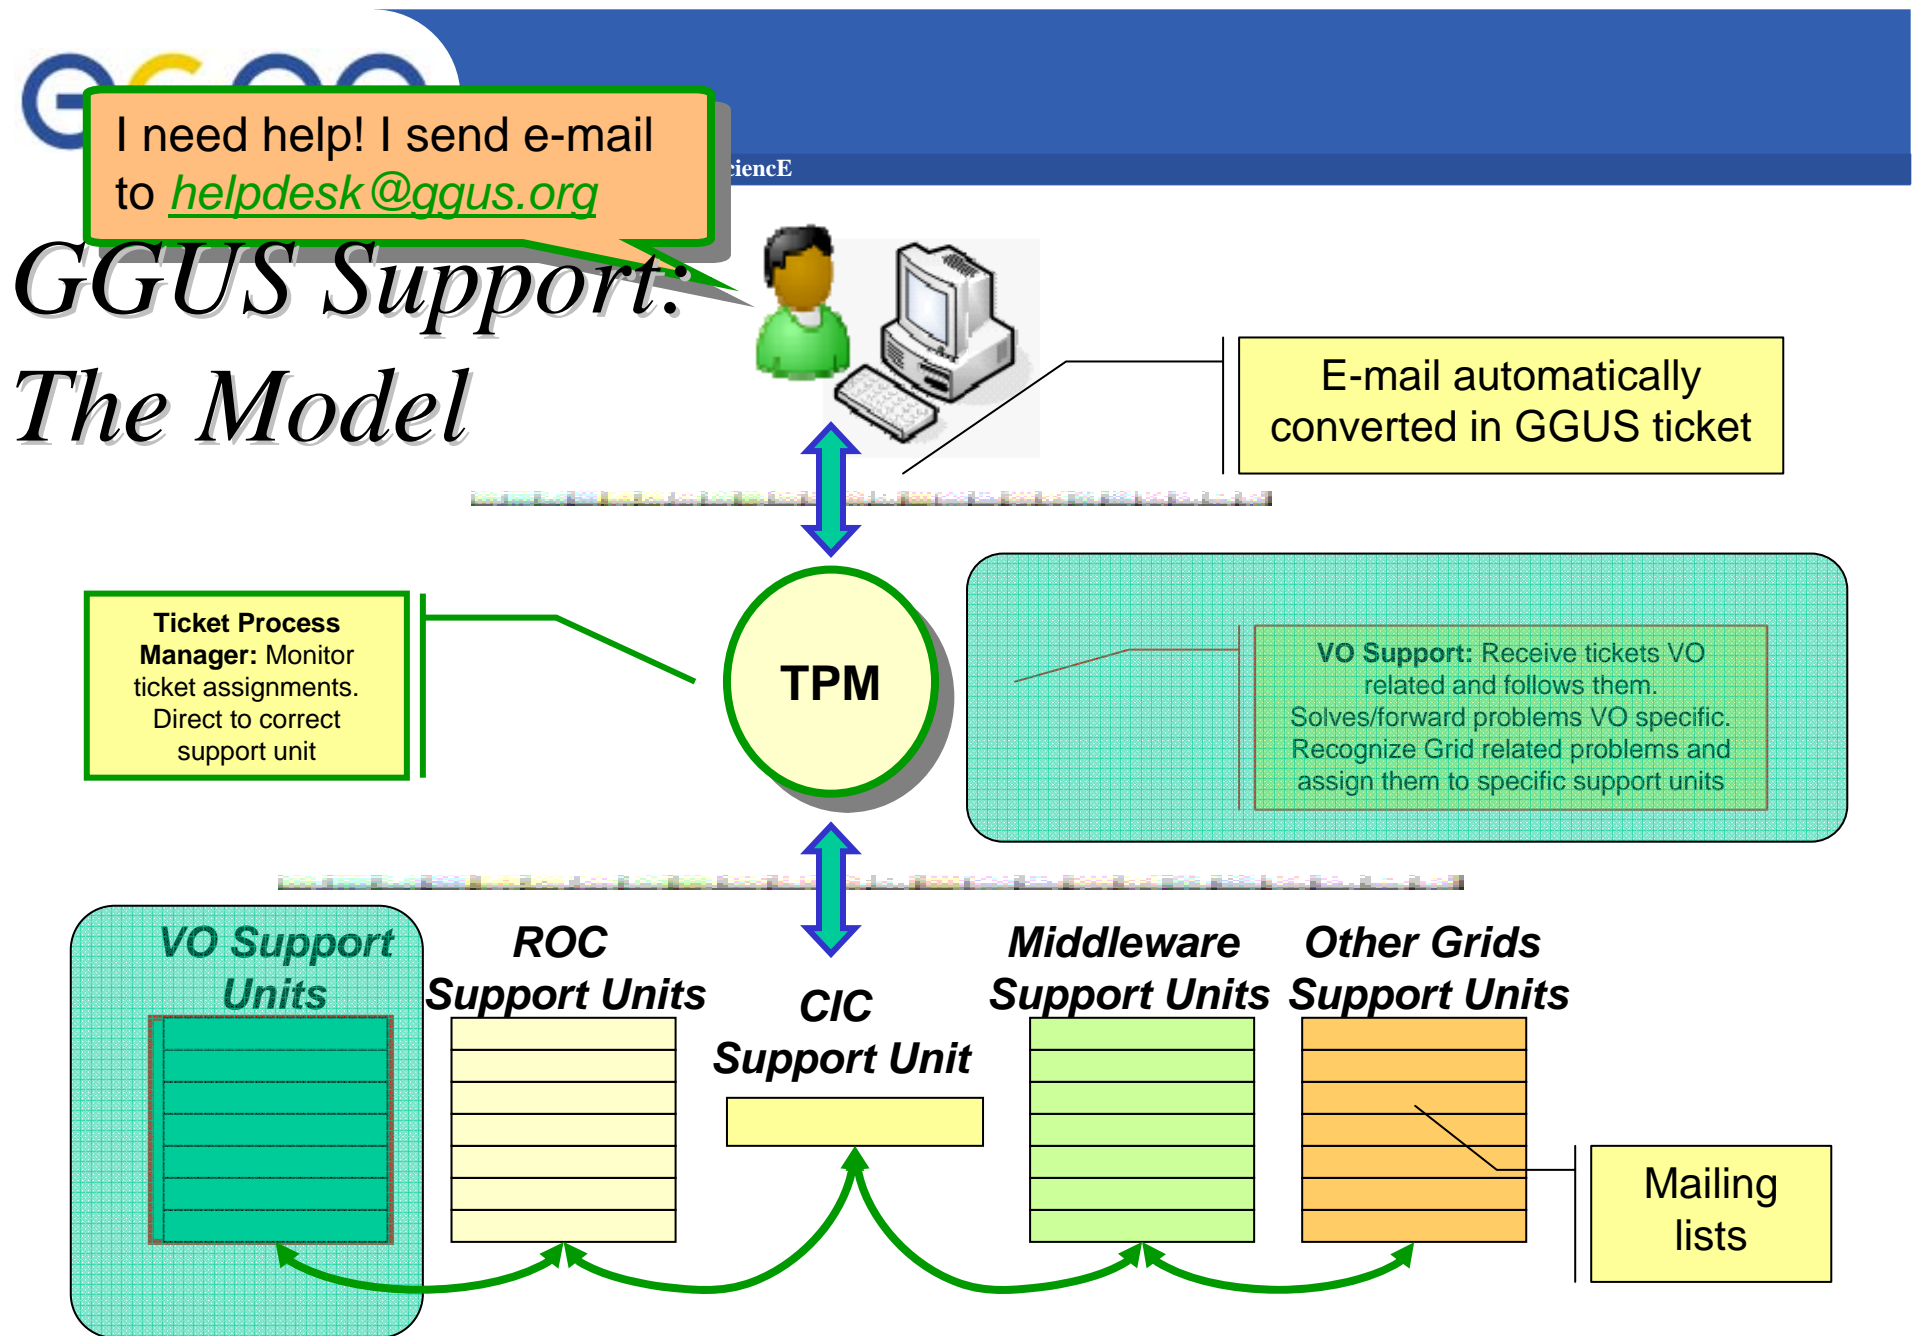 I need help! I send e-mail
to helpdesk@ggus.org
ciencE
GGUS Support:
The Model
E-mail automatically
converted in GGUS ticket
Ticket Process
Manager: Monitor
ticket assignments.
Direct to correct
support unit
TPM
VO Support: Receive tickets VO
related and follows them.
Solves/forward problems VO specific.
Recognize Grid related problems and
assign them to specific support units
VO Support
Units
ROC
Support Units
CIC
Support Unit
Middleware
Support Units
Other Grids
Support Units
Mailing
lists